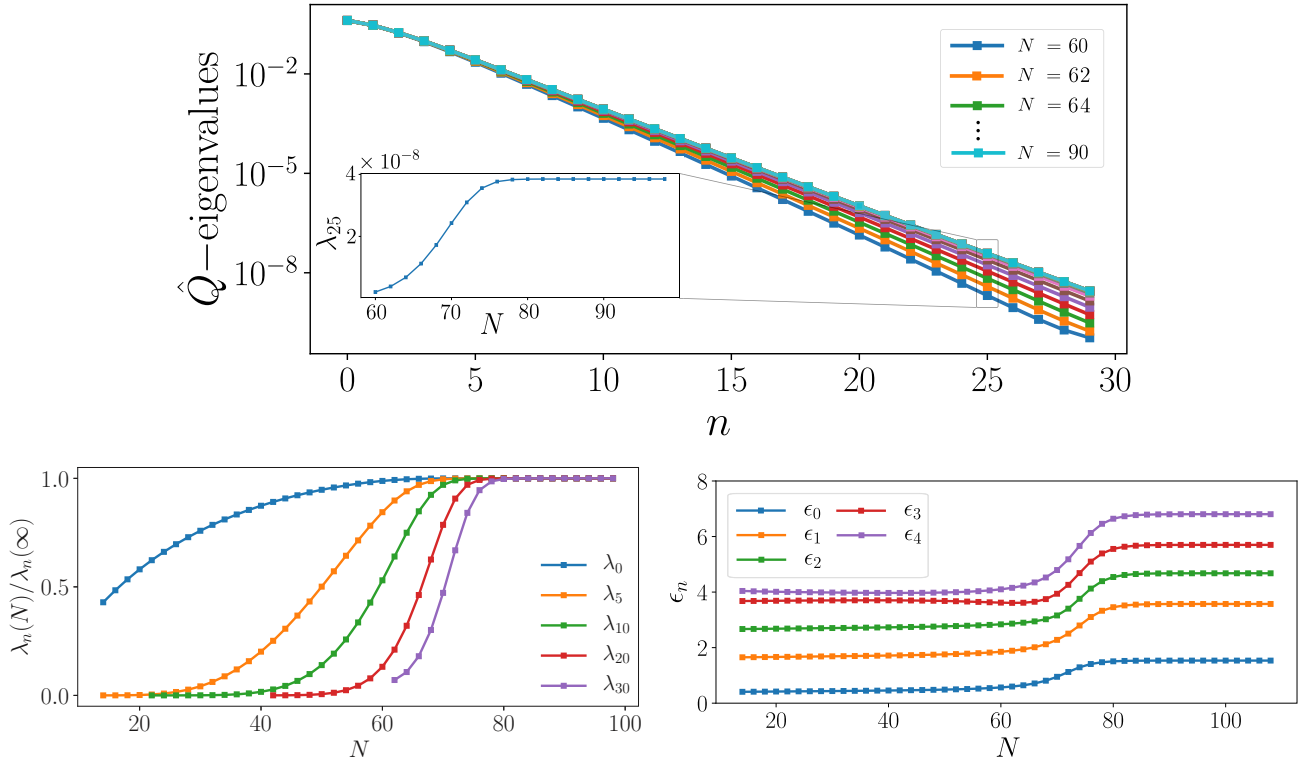 Q̂−eigenvalues
10⁻²
10⁻⁵
10⁻⁸
N = 60
N = 62
N = 64
⋮
N = 90
4 × 10⁻⁸
2
λ₂₅
60 70 80 90
N
0 5 10 15 20 25 30
n
λₙ(N)/λₙ(∞)
1.0
0.5
0.0
λ₀
λ₅
λ₁₀
λ₂₀
λ₃₀
20 40 60 80 100
N
ϵₙ
8
6
4
2
0
ϵ₀ ϵ₃
ϵ₁ ϵ₄
ϵ₂
20 40 60 80 100
N